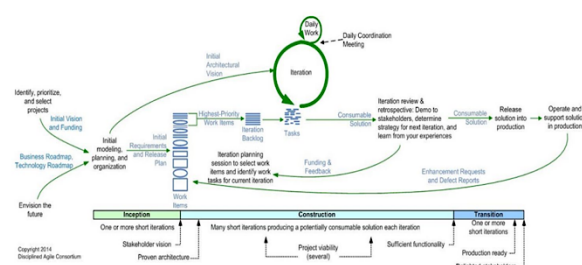 Daily
Work
Daily Coordination
Meeting
Initial
Architectural
Vision
Iteration
Identify, prioritize,
and select
projects
Initial Vision
and Funding
Business Roadmap,
Technology Roadmap
Envision the
future
Initial
modeling,
planning, and
organization
Initial
Requirements
and Release
Plan
Work
Items
Highest-Priority
Work Items
Iteration
Backlog
Tasks
Iteration planning
session to select work
items and identify work
tasks for current iteration
Consumable
Solution
Funding &
Feedback
Iteration review &
retrospective: Demo to
stakeholders, determine
strategy for next iteration, and
learn from your experiences
Consumable
Solution
Release
solution into
production
Operate and
support solution
in production
Enhancement Requests
and Defect Reports
Inception
Construction
Transition
One or more short iterations
Many short iterations producing a potentially consumable solution each iteration
One or more
short iterations
Stakeholder vision
Proven architecture
Project viability
(several)
Sufficient functionality
Production ready
Copyright 2014
Disciplined Agile Consortium